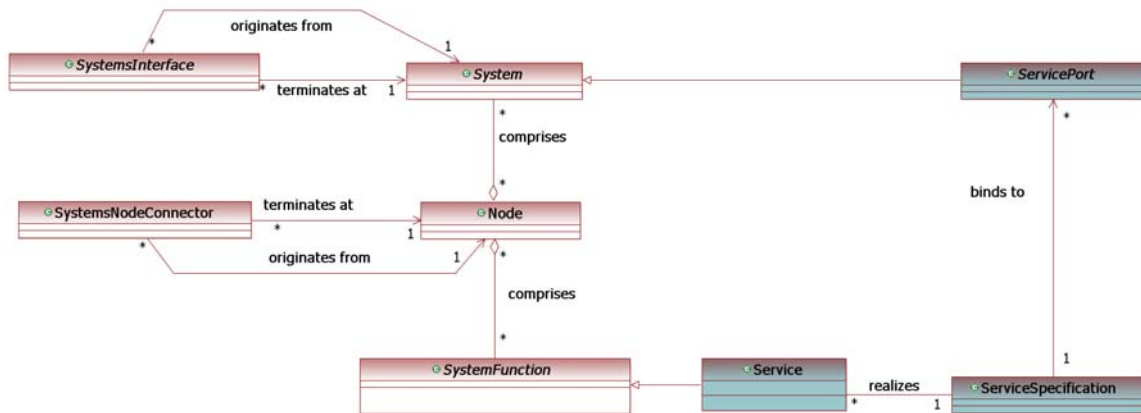 originates from
*
1
SystemsInterface
System
ServicePort
*
terminates at
1
*
*
comprises
binds to
*
SystemsNodeConnector
terminates at
Node
*
1
*
originates from
1
*
comprises
*
1
SystemFunction
Service
realizes
ServiceSpecification
*
1